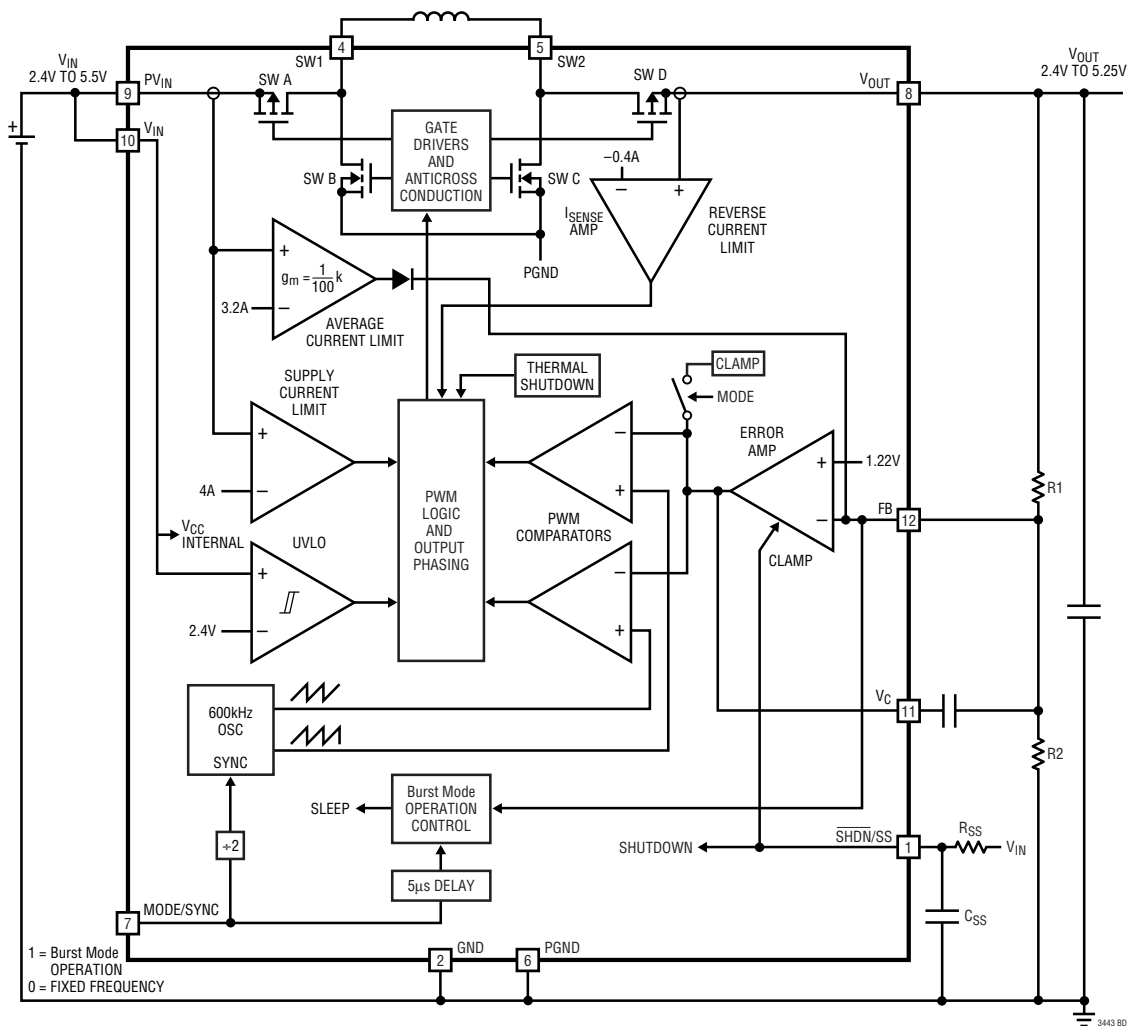 4
SW1
5
SW2
V_IN
2.4V TO 5.5V
9
PV_IN
SW A
SW D
V_OUT
8
V_OUT
2.4V TO 5.25V
+
10
V_IN
GATE
DRIVERS
AND
ANTICROSS
CONDUCTION
SW B
SW C
–0.4A
–
+
I_SENSE
AMP
REVERSE
CURRENT
LIMIT
PGND
+
g_m = 1/100 k
3.2A
–
AVERAGE
CURRENT LIMIT
THERMAL
SHUTDOWN
CLAMP
MODE
SUPPLY
CURRENT
LIMIT
+
4A
–
PWM
LOGIC
AND
OUTPUT
PHASING
–
+
PWM
COMPARATORS
ERROR
AMP
+
1.22V
–
CLAMP
FB
12
R1
V_CC
INTERNAL
UVLO
+
2.4V
–
–
+
600kHz
OSC
SYNC
V_C
11
R2
SLEEP
Burst Mode
OPERATION
CONTROL
÷2
5µs DELAY
SHUTDOWN
SHDN/SS
1
R_SS
V_IN
C_SS
7
MODE/SYNC
1 = Burst Mode
OPERATION
0 = FIXED FREQUENCY
2
GND
6
PGND
3443 BD